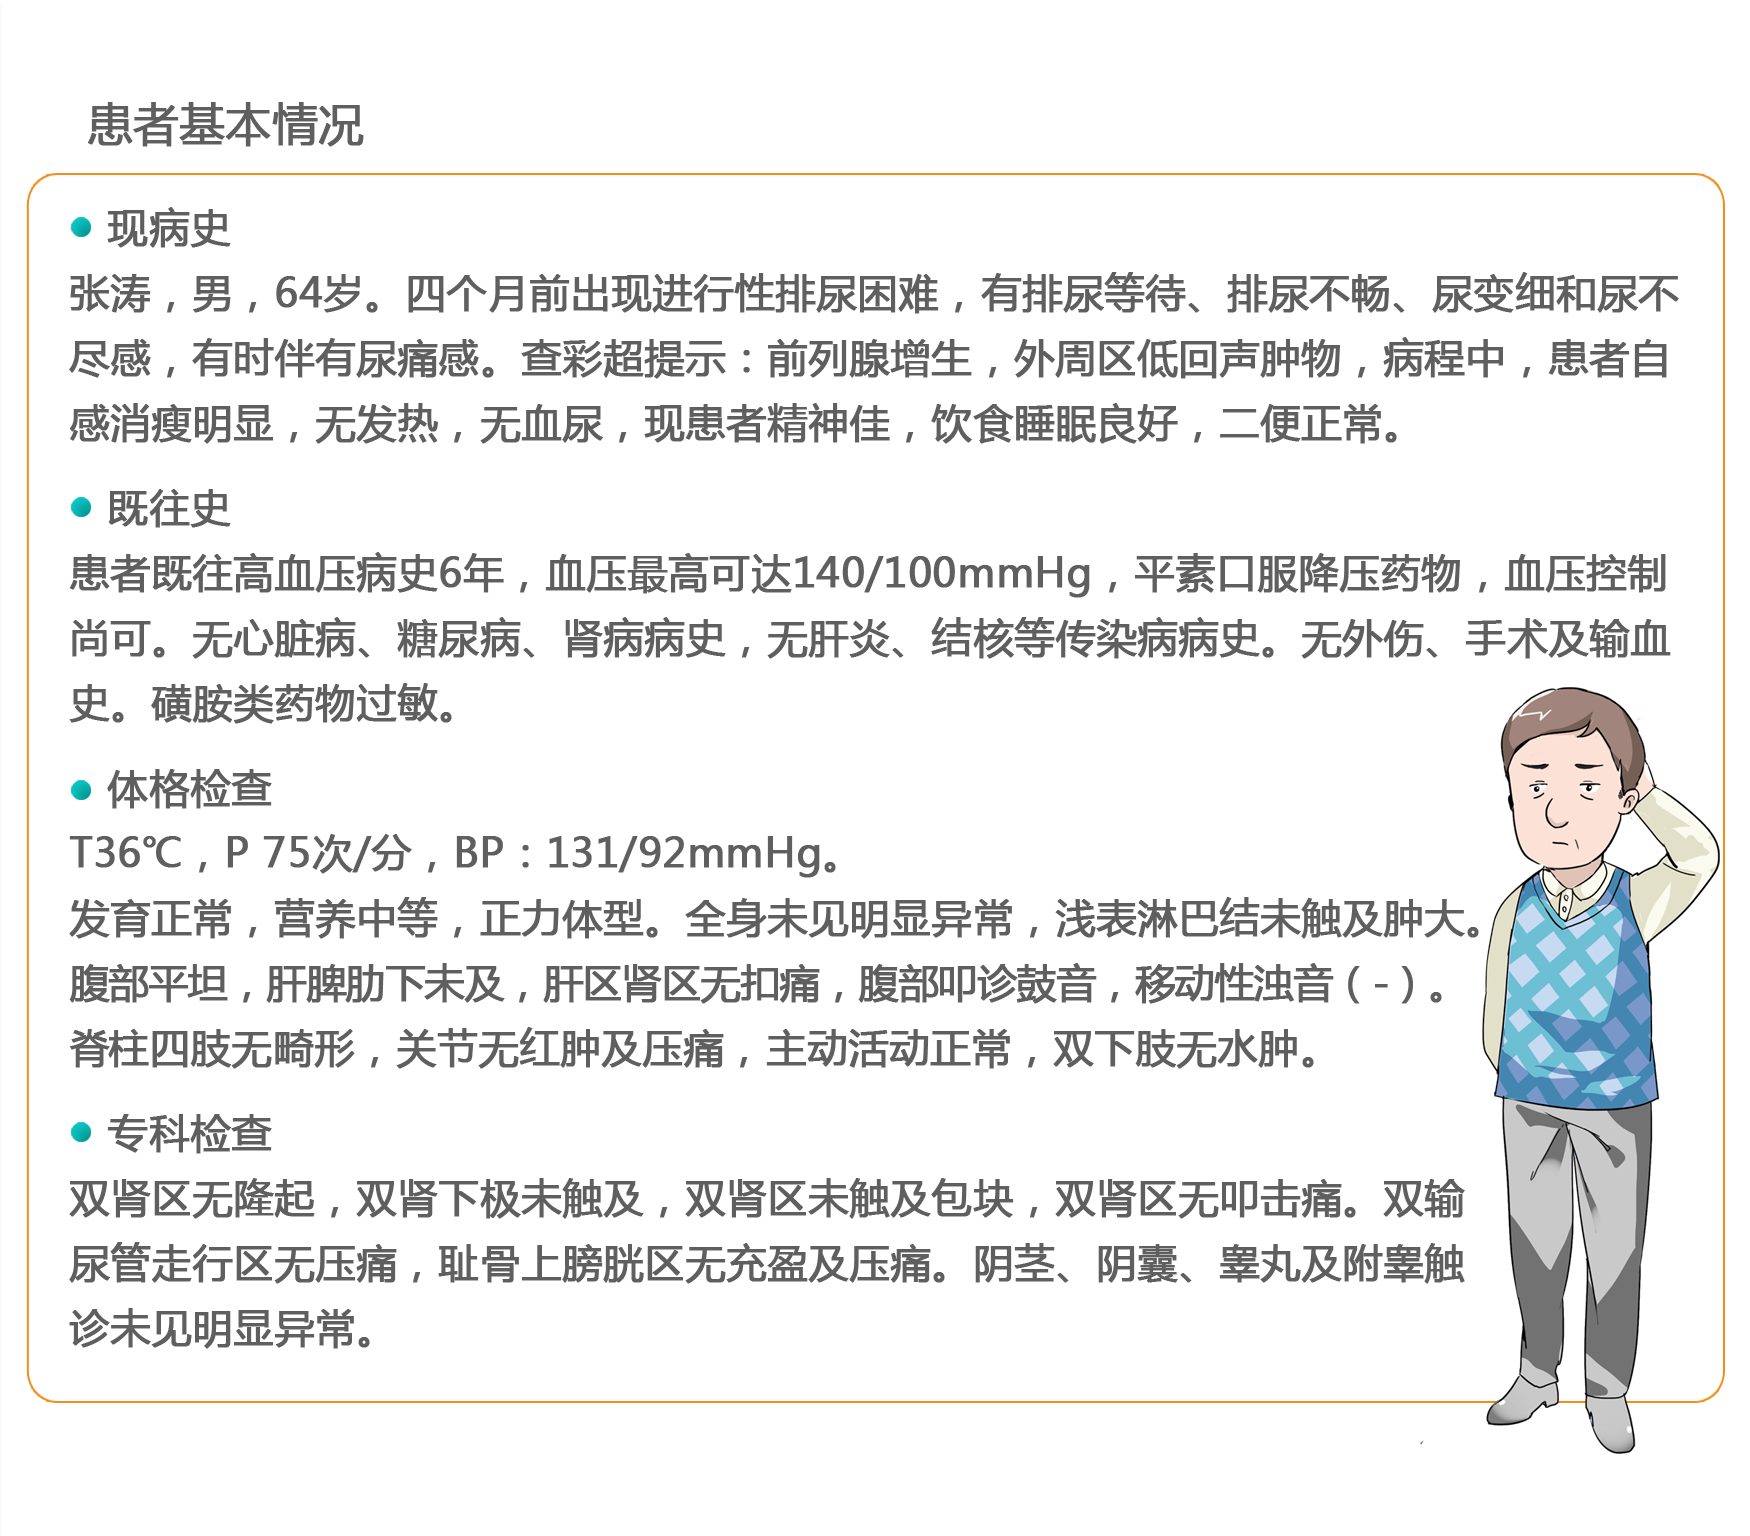 患者基本情况
现病史
张涛，男，64岁。四个月前出现进行性排尿困难，有排尿等待、排尿不畅、尿变细和尿不
尽感，有时伴有尿痛感。查彩超提示：前列腺增生，外周区低回声肿物，病程中，患者自
感消瘦明显，无发热，无血尿，现患者精神佳，饮食睡眠良好，二便正常。
既往史
患者既往高血压病史6年，血压最高可达140/100mmHg，平素口服降压药物，血压控制
尚可。无心脏病、糖尿病、肾病病史，无肝炎、结核等传染病病史。无外伤、手术及输血
史。磺胺类药物过敏。
体格检查
T36℃，P 75次/分，BP：131/92mmHg。
发育正常，营养中等，正力体型。全身未见明显异常，浅表淋巴结未触及肿大。
腹部平坦，肝脾肋下未及，肝区肾区无扣痛，腹部叩诊鼓音，移动性浊音（-）。
脊柱四肢无畸形，关节无红肿及压痛，主动活动正常，双下肢无水肿。
专科检查
双肾区无隆起，双肾下极未触及，双肾区未触及包块，双肾区无叩击痛。双输
尿管走行区无压痛，耻骨上膀胱区无充盈及压痛。阴茎、阴囊、睾丸及附睾触
诊未见明显异常。